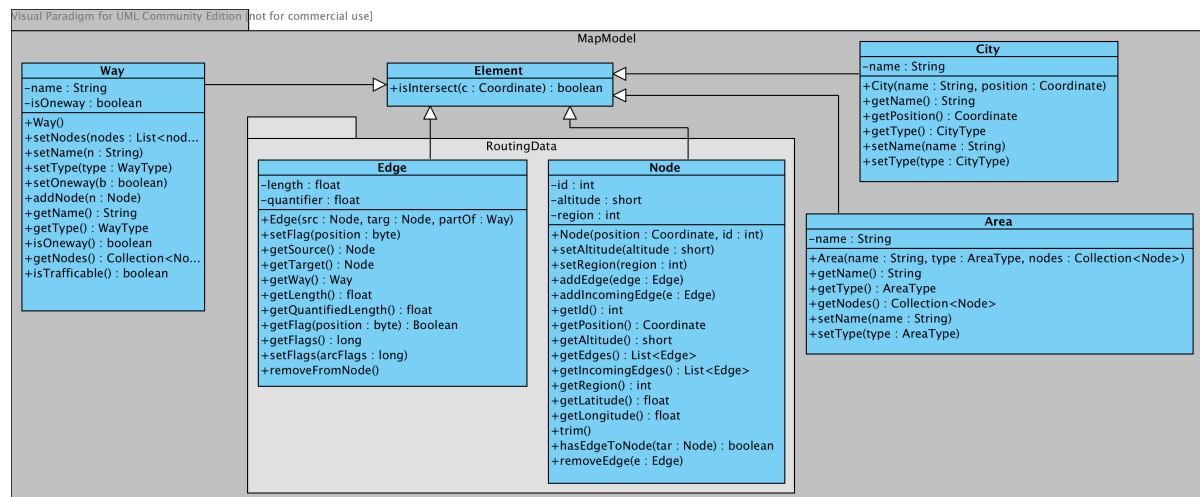 Visual Paradigm for UML Community Edition [not for commercial use]
MapModel
Way
-name : String
-isOneway : boolean
+Way()
+setNodes(nodes : List<nod...
+setName(n : String)
+setType(type : WayType)
+setOneway(b : boolean)
+addNode(n : Node)
+getName() : String
+getType() : WayType
+isOneway() : boolean
+getNodes() : Collection<No...
+isTrafficable() : boolean
Element
+isIntersect(c : Coordinate) : boolean
City
-name : String
+City(name : String, position : Coordinate)
+getName() : String
+getPosition() : Coordinate
+getType() : CityType
+setName(name : String)
+setType(type : CityType)
RoutingData
Edge
-length : float
-quantifier : float
+Edge(src : Node, targ : Node, partOf : Way)
+setFlag(position : byte)
+getSource() : Node
+getTarget() : Node
+getWay() : Way
+getLength() : float
+getQuantifiedLength() : float
+getFlag(position : byte) : Boolean
+getFlags() : long
+setFlags(arcFlags : long)
+removeFromNode()
Node
-id : int
-altitude : short
-region : int
+Node(position : Coordinate, id : int)
+setAltitude(altitude : short)
+setRegion(region : int)
+addEdge(edge : Edge)
+addIncomingEdge(e : Edge)
+getId() : int
+getPosition() : Coordinate
+getAltitude() : short
+getEdges() : List<Edge>
+getIncomingEdges() : List<Edge>
+getRegion() : int
+getLatitude() : float
+getLongitude() : float
+trim()
+hasEdgeToNode(tar : Node) : boolean
+removeEdge(e : Edge)
Area
-name : String
+Area(name : String, type : AreaType, nodes : Collection<Node>)
+getName() : String
+getType() : AreaType
+getNodes() : Collection<Node>
+setName(name : String)
+setType(type : AreaType)